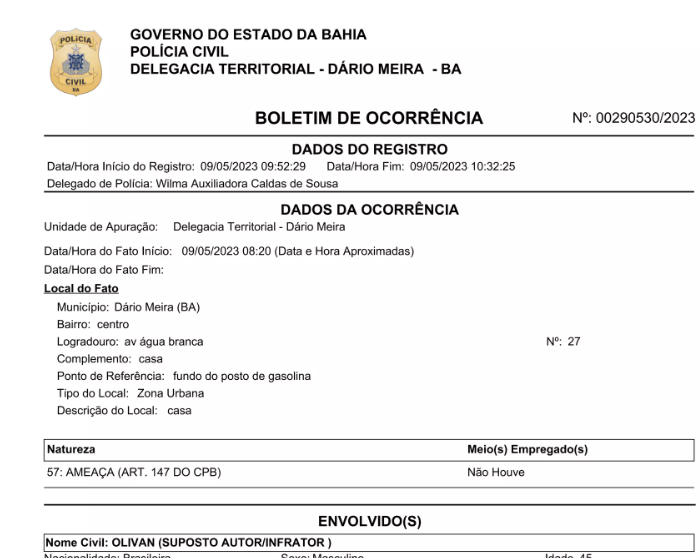 POLÍCIA
CIVIL
BA
GOVERNO DO ESTADO DA BAHIA
POLÍCIA CIVIL
DELEGACIA TERRITORIAL - DÁRIO MEIRA - BA
BOLETIM DE OCORRÊNCIA Nº: 00290530/2023
DADOS DO REGISTRO
Data/Hora Início do Registro: 09/05/2023 09:52:29 Data/Hora Fim: 09/05/2023 10:32:25
Delegado de Polícia: Wilma Auxiliadora Caldas de Sousa
DADOS DA OCORRÊNCIA
Unidade de Apuração: Delegacia Territorial - Dário Meira
Data/Hora do Fato Início: 09/05/2023 08:20 (Data e Hora Aproximadas)
Data/Hora do Fato Fim:
Local do Fato
Município: Dário Meira (BA)
Bairro: centro
Logradouro: av água branca Nº: 27
Complemento: casa
Ponto de Referência: fundo do posto de gasolina
Tipo do Local: Zona Urbana
Descrição do Local: casa
Natureza Meio(s) Empregado(s)
57: AMEAÇA (ART. 147 DO CPB) Não Houve
ENVOLVIDO(S)
Nome Civil: OLIVAN (SUPOSTO AUTOR/INFRATOR )
Nacionalidade: Brasileira Sexo: Masculino Idade: 45